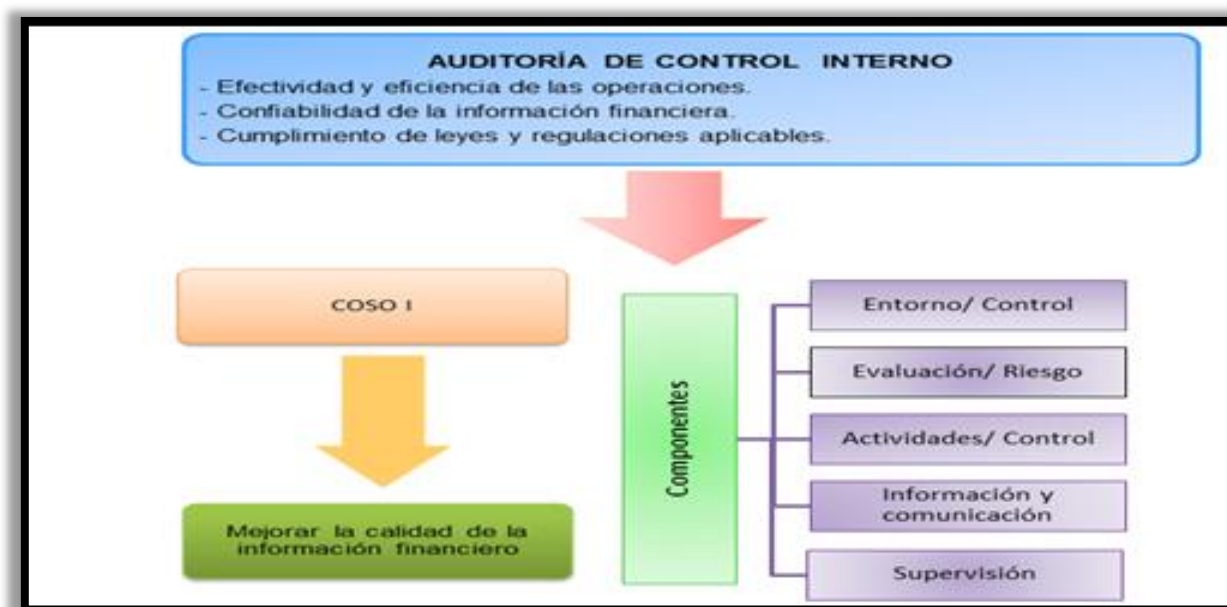 AUDITORÍA DE CONTROL INTERNO
- Efectividad y eficiencia de las operaciones.
- Confiabilidad de la información financiera.
- Cumplimiento de leyes y regulaciones aplicables.
COSO I
Mejorar la calidad de la
información financiero
Componentes
Entorno/ Control
Evaluación/ Riesgo
Actividades/ Control
Información y
comunicación
Supervisión